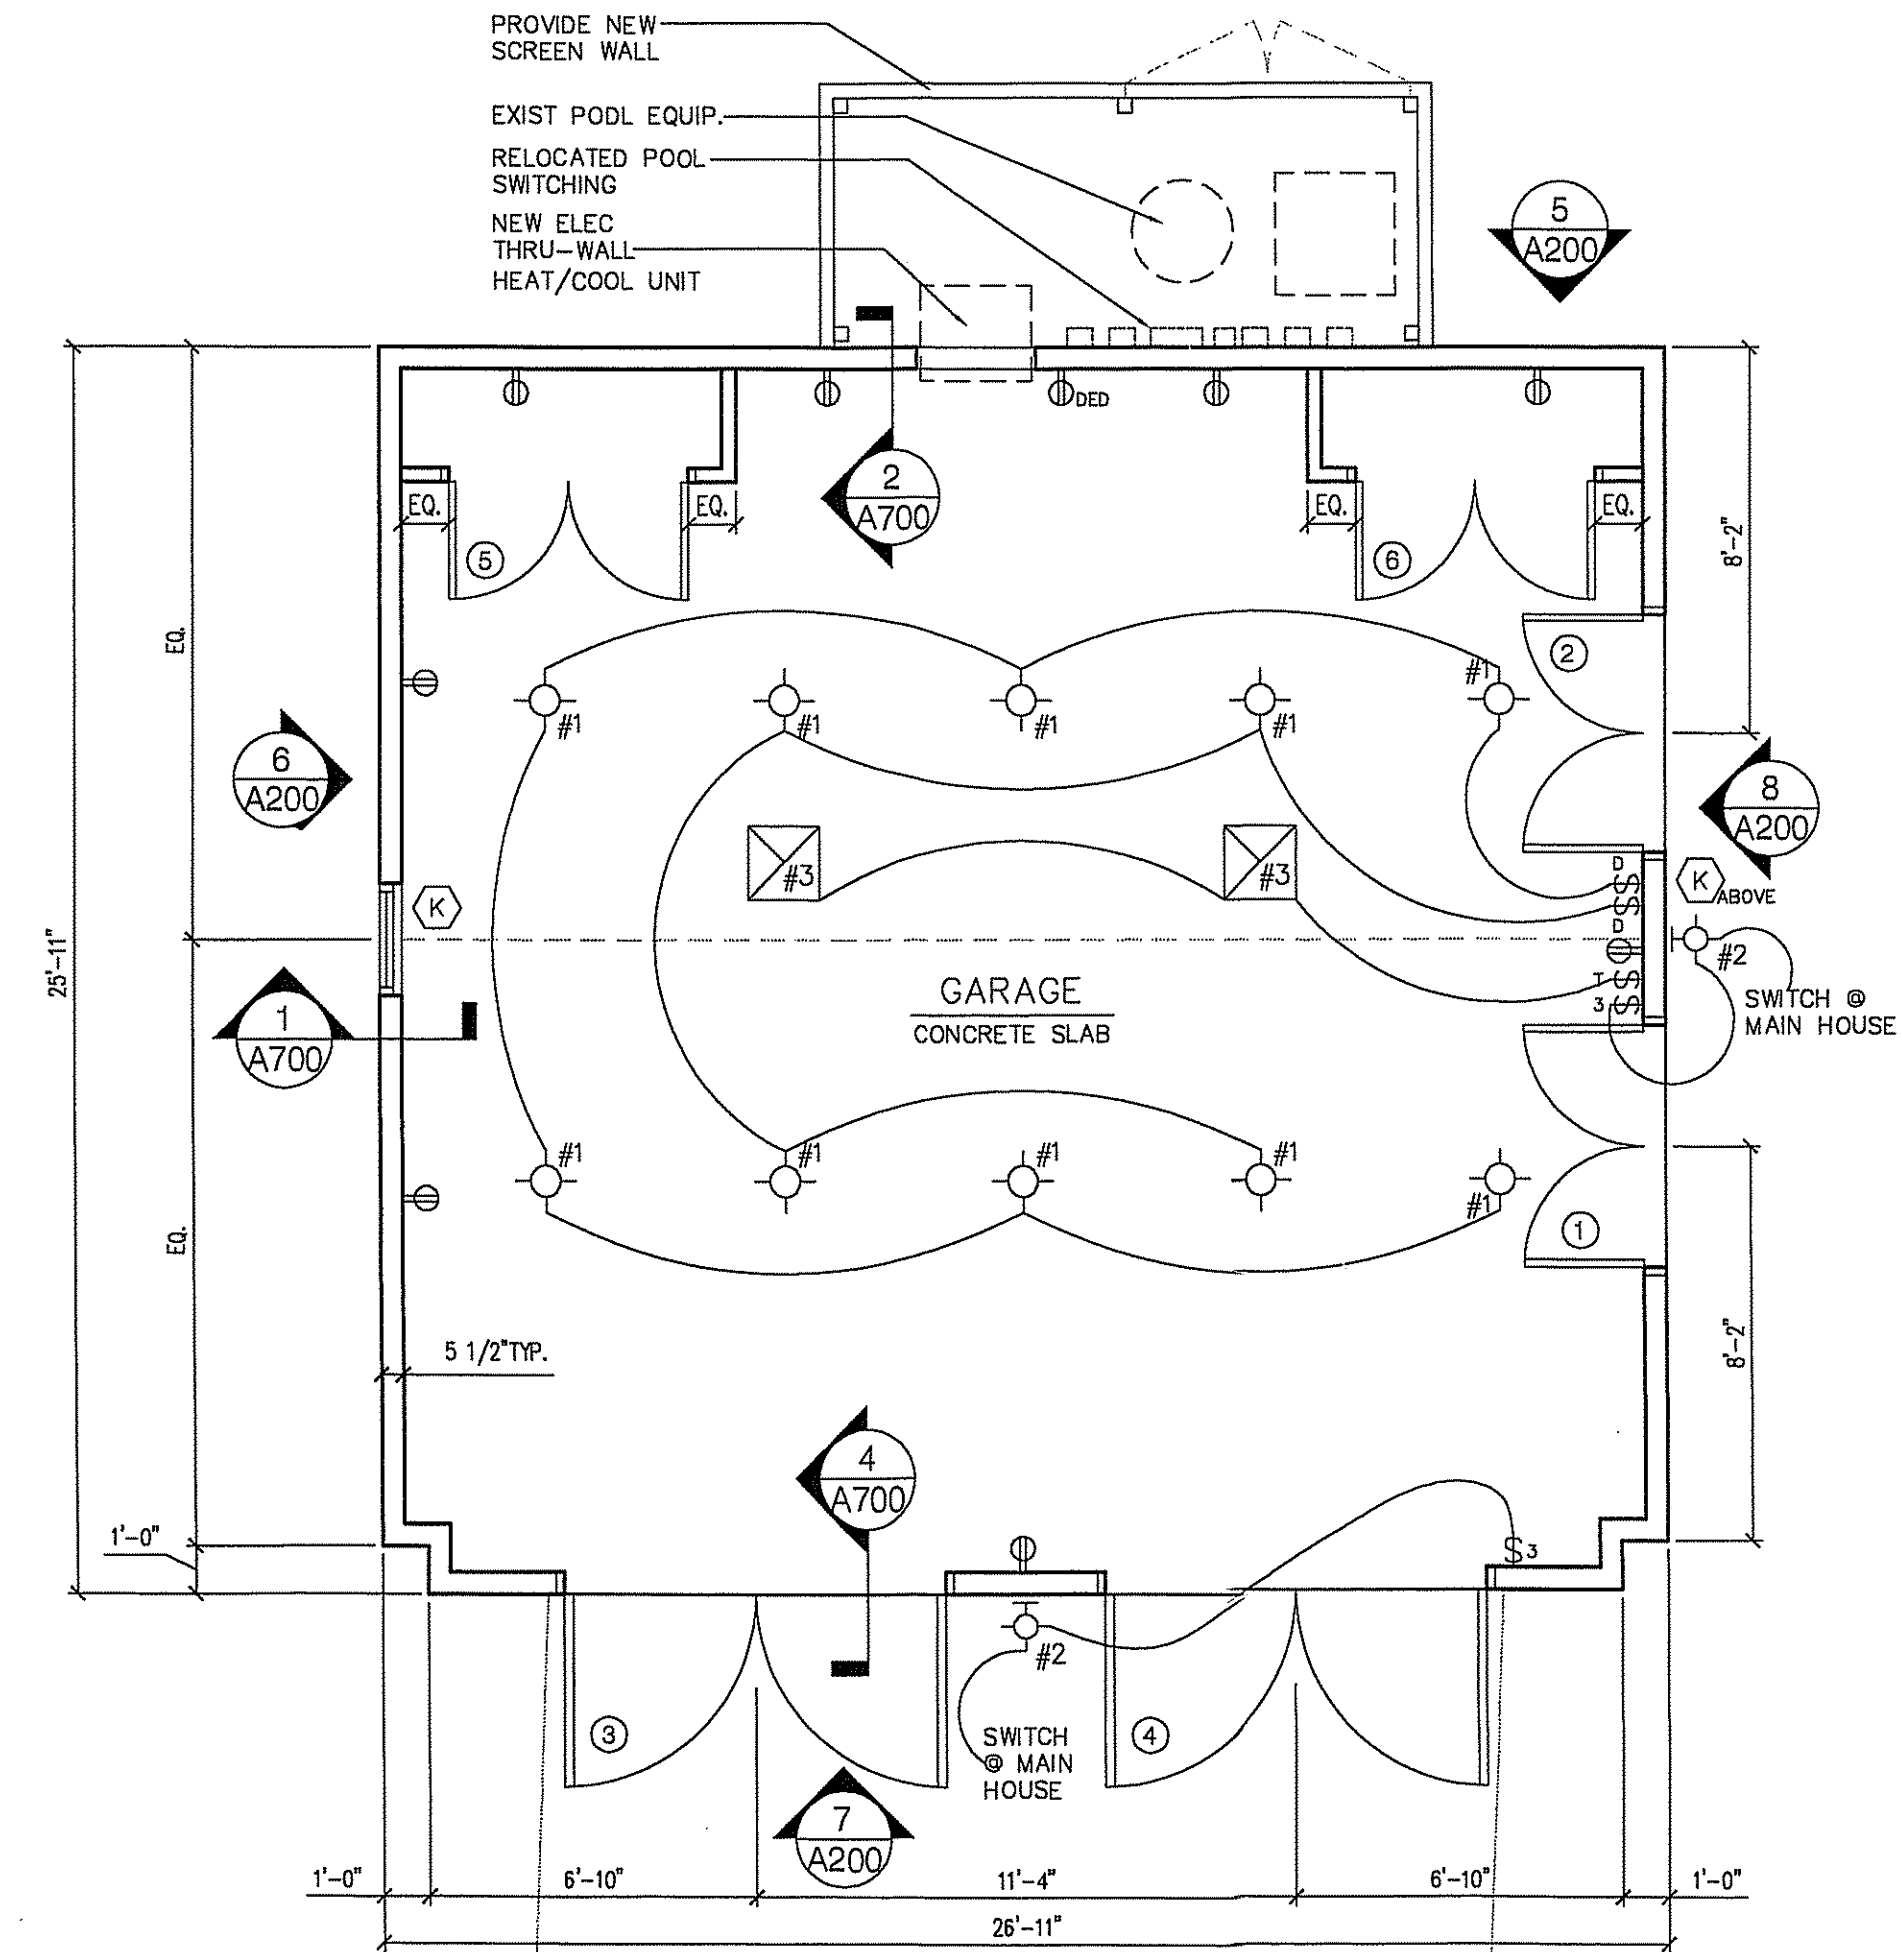 PROVIDE NEW
SCREEN WALL
EXIST PODL EQUIP.
RELOCATED POOL
SWITCHING
NEW ELEC
THRU-WALL
HEAT/COOL UNIT
5
A200
DED
2
A700
EQ.
EQ.
EQ.
EQ.
5
6
8'-2"
EQ.
2
#1
#1
#1
#1
#1
6
A200
8
A200
#3
#3
D
S
S
D
K
K
ABOVE
#2
25'-11"
GARAGE
CONCRETE SLAB
T S
3 S
SWITCH @
MAIN HOUSE
1
A700
#1
#1
#1
#1
#1
1
EQ.
8'-2"
5 1/2" TYP.
4
A700
1'-0"
S3
#2
3
4
SWITCH
@ MAIN
HOUSE
7
A200
1'-0"
6'-10"
11'-4"
6'-10"
1'-0"
26'-11"